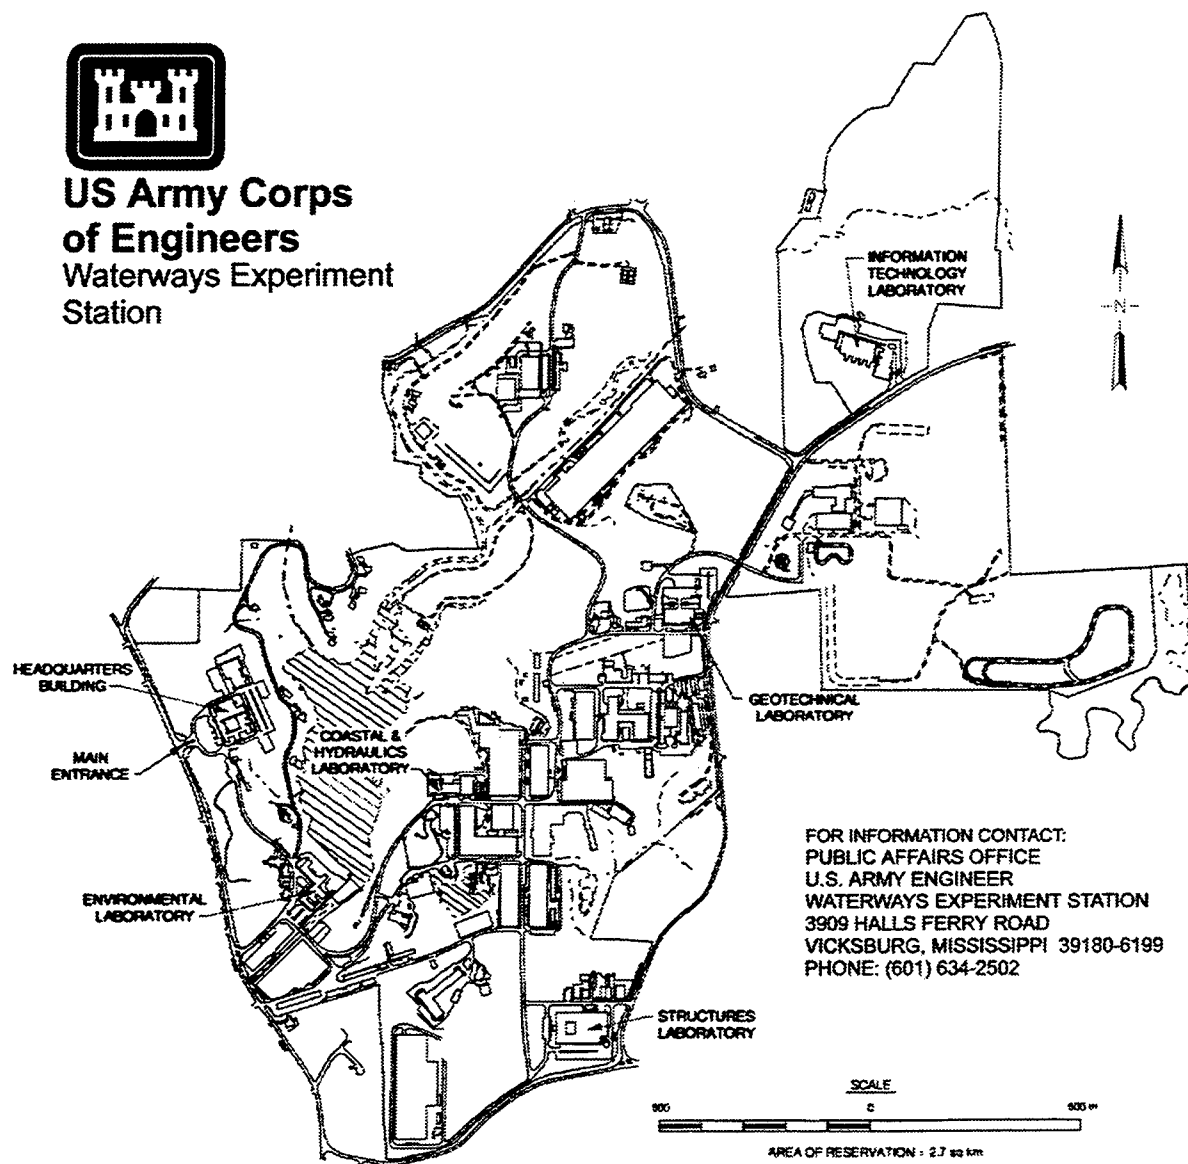 US Army Corps
of Engineers
Waterways Experiment
Station
INFORMATION
TECHNOLOGY
LABORATORY
N
HEADQUARTERS
BUILDING
MAIN
ENTRANCE
COASTAL &
HYDRAULICS
LABORATORY
GEOTECHNICAL
LABORATORY
ENVIRONMENTAL
LABORATORY
FOR INFORMATION CONTACT:
PUBLIC AFFAIRS OFFICE
U.S. ARMY ENGINEER
WATERWAYS EXPERIMENT STATION
3909 HALLS FERRY ROAD
VICKSBURG, MISSISSIPPI 39180-6199
PHONE: (601) 634-2502
STRUCTURES
LABORATORY
SCALE
AREA OF RESERVATION = 2.7 sq km